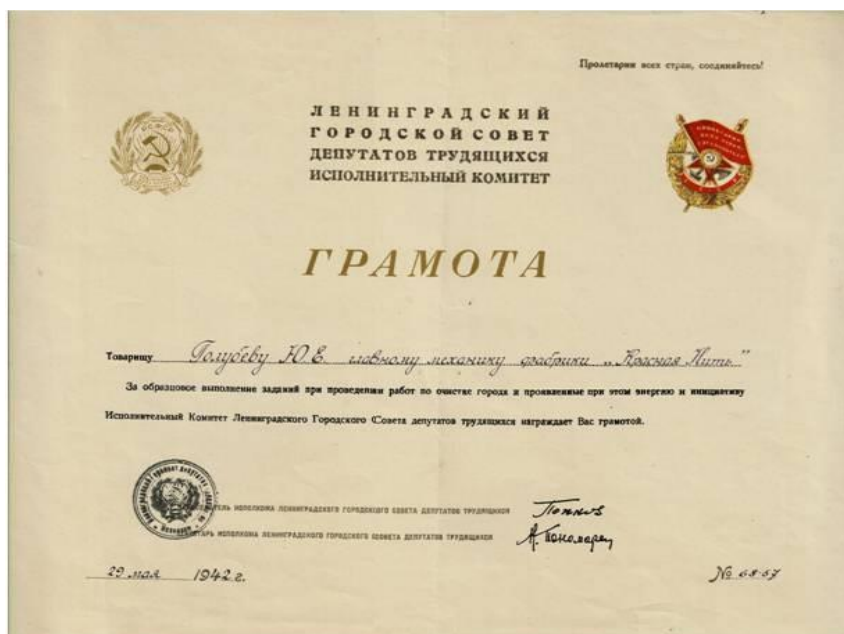 Пролетарии всех стран, соединяйтесь!
ЛЕНИНГРАДСКИЙ
ГОРОДСКОЙ СОВЕТ
ДЕПУТАТОВ ТРУДЯЩИХСЯ
ИСПОЛНИТЕЛЬНЫЙ КОМИТЕТ
ГРАМОТА
Товарищу Голубеву Ю.Е. главному механику фабрики „Красная Нить"
За образцовое выполнение заданий при проведении работ по очистке города и проявленные при этом энергию и инициативу
Исполнительный Комитет Ленинградского Городского Совета депутатов трудящихся награждает Вас грамотой.
ИСПОЛКОМА ЛЕНИНГРАДСКОГО ГОРОДСКОГО СОВЕТА ДЕПУТАТОВ ТРУДЯЩИХСЯ Попков
ИСПОЛКОМА ЛЕНИНГРАДСКОГО ГОРОДСКОГО СОВЕТА ДЕПУТАТОВ ТРУДЯЩИХСЯ А. Пономарев
29 мая 1942 г. №